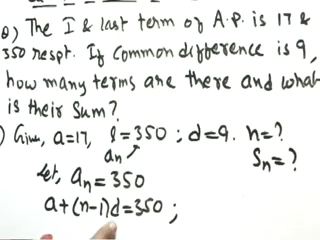 Q) The I & last term of A.P. is 17 &
350 respt. If Common difference is 9,
how many terms are there and what
is their Sum?
) Given, a=17, l=350 ; d=9. n=?
an
Sn=?
let, an=350
a+(n-1)d=350 ;